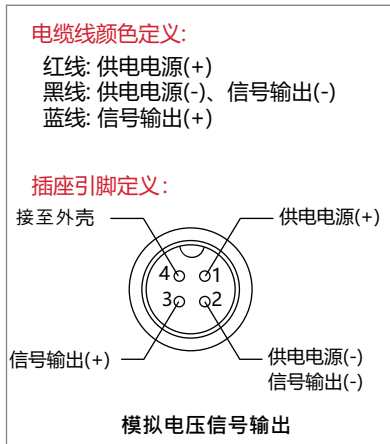 电缆线颜色定义:
红线: 供电电源(+)
黑线: 供电电源(-)、信号输出(-)
蓝线: 信号输出(+)
插座引脚定义:
接至外壳
供电电源(+)
4 1
3 2
信号输出(+)
供电电源(-)
信号输出(-)
模拟电压信号输出